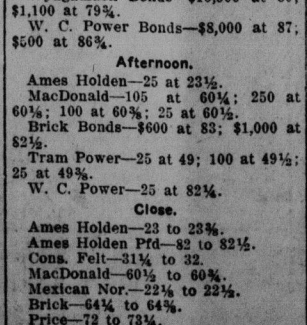 $1,100 at 79¾.
W. C. Power Bonds—$8,000 at 87;
$500 at 86¾.
Afternoon.
Ames Holden—25 at 23½.
MacDonald—105 at 60¼; 250 at
60⅛; 100 at 60⅜; 25 at 60½.
Brick Bonds—$600 at 83; $1,000 at
82½.
Tram Power—25 at 49; 100 at 49½;
25 at 49⅜.
W. C. Power—25 at 82¼.
Close.
Ames Holden—23 to 23⅜.
Ames Holden Pfd—82 to 82½.
Cons. Felt—31¼ to 32.
MacDonald—60½ to 60¾.
Mexican Nor.—22⅛ to 22½.
Brick—64¼ to 64⅜.
Price—72 to 73¼.